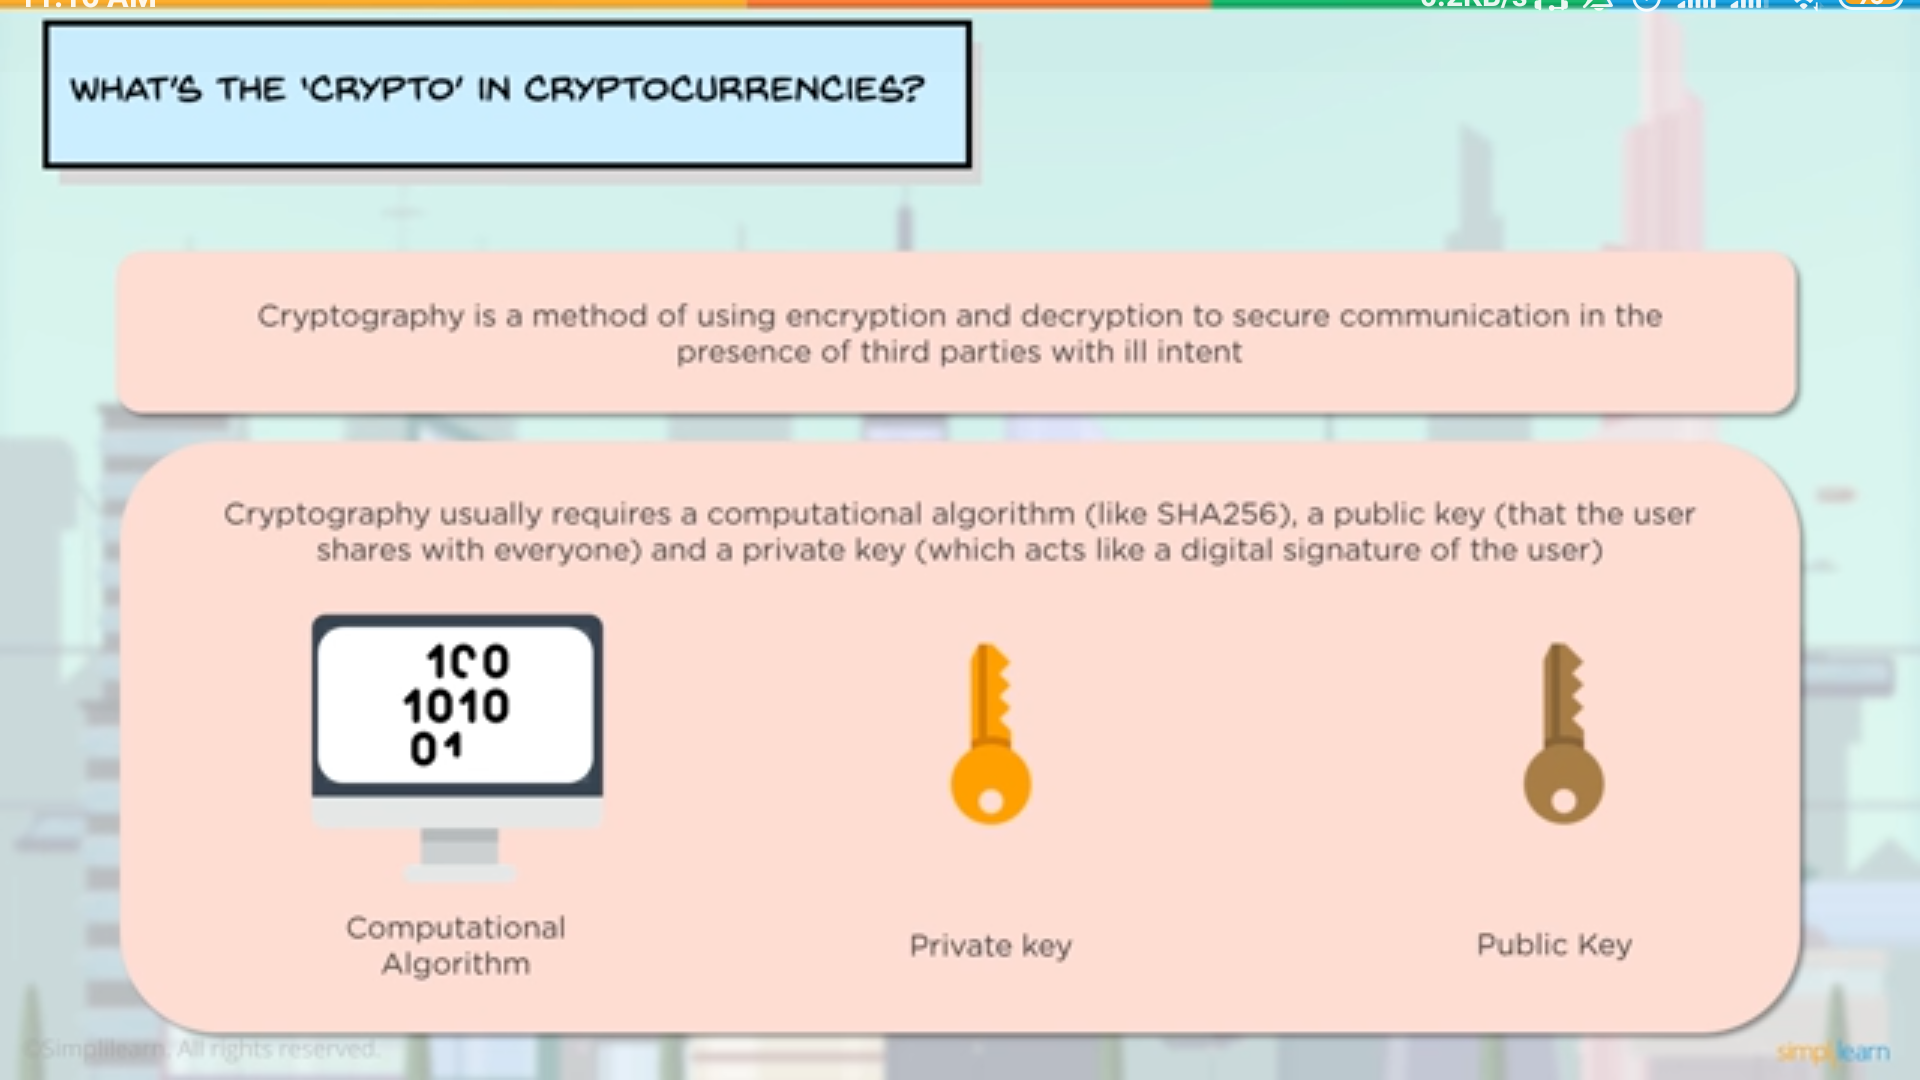 WHAT'S THE 'CRYPTO' IN CRYPTOCURRENCIES?
Cryptography is a method of using encryption and decryption to secure communication in the
presence of third parties with ill intent
Cryptography usually requires a computational algorithm (like SHA256), a public key (that the user
shares with everyone) and a private key (which acts like a digital signature of the user)
1010
01
Computational
Algorithm
Private key
Public Key
©Simplilearn. All rights reserved.
simplilearn